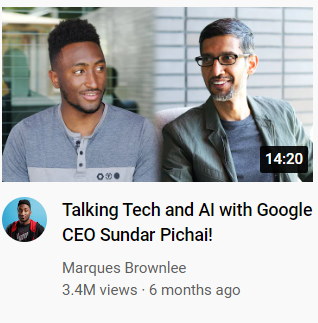 14:20
Talking Tech and AI with Google
CEO Sundar Pichai!
Marques Brownlee
3.4M views · 6 months ago